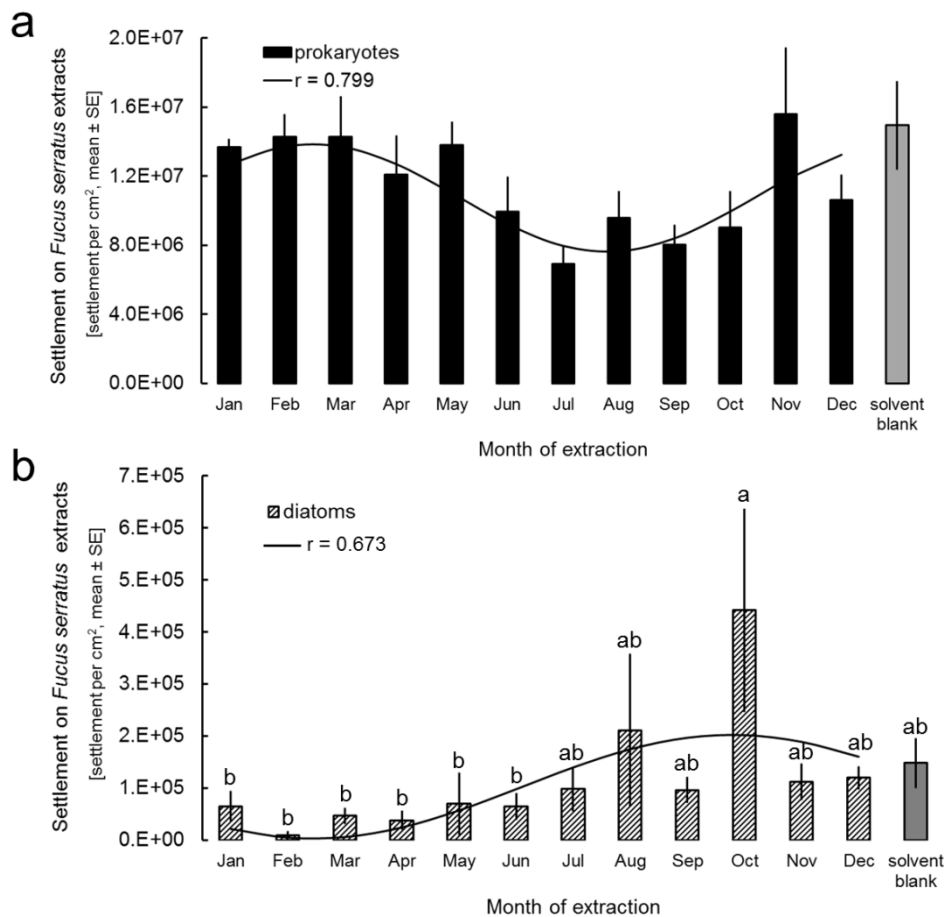 a
Settlement on Fucus serratus extracts
[settlement per cm², mean ± SE]
2.0E+07
1.6E+07
1.2E+07
8.0E+06
4.0E+06
0.0E+00
prokaryotes
r = 0.799
Jan Feb Mar Apr May Jun Jul Aug Sep Oct Nov Dec solvent
blank
Month of extraction
b
Settlement on Fucus serratus extracts
[settlement per cm², mean ± SE]
7.E+05
6.E+05
5.E+05
4.E+05
3.E+05
2.E+05
1.E+05
0.E+00
diatoms
r = 0.673
b b b b b b ab ab ab a ab ab ab
Jan Feb Mar Apr May Jun Jul Aug Sep Oct Nov Dec solvent
blank
Month of extraction